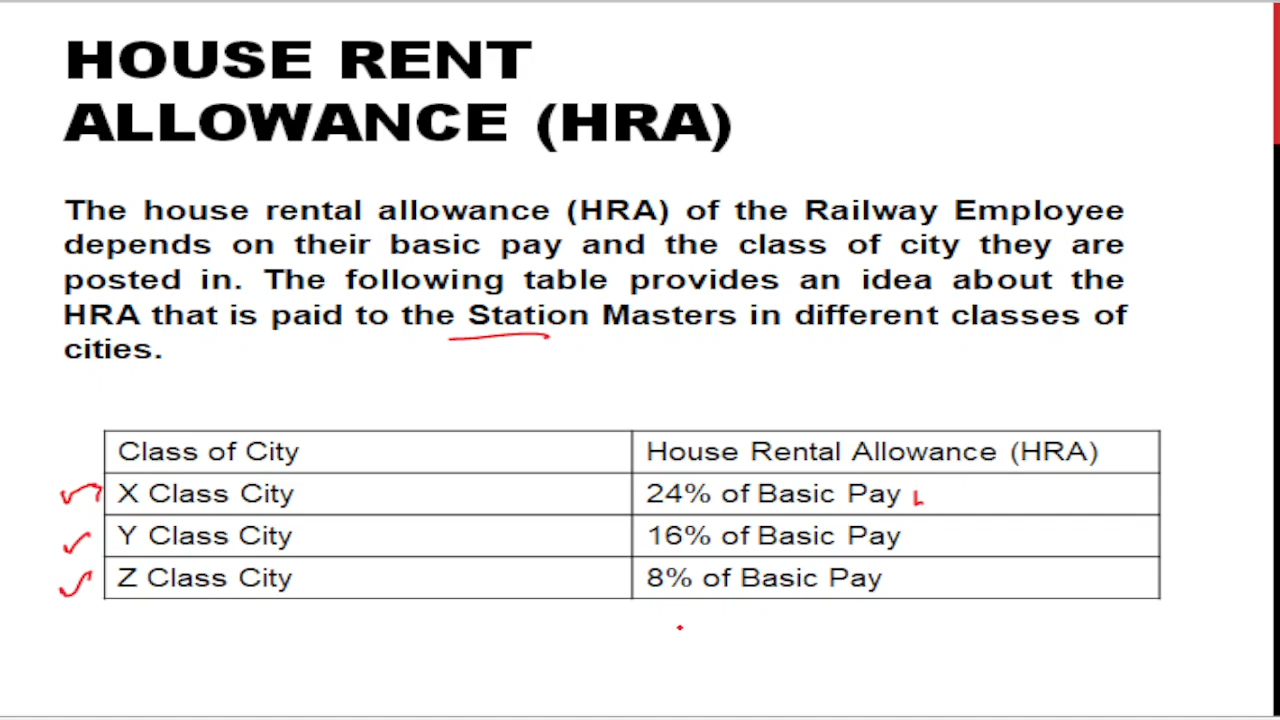 HOUSE RENT
ALLOWANCE (HRA)
The house rental allowance (HRA) of the Railway Employee
depends on their basic pay and the class of city they are
posted in. The following table provides an idea about the
HRA that is paid to the Station Masters in different classes of
cities.
Class of City House Rental Allowance (HRA)
X Class City 24% of Basic Pay
Y Class City 16% of Basic Pay
Z Class City 8% of Basic Pay